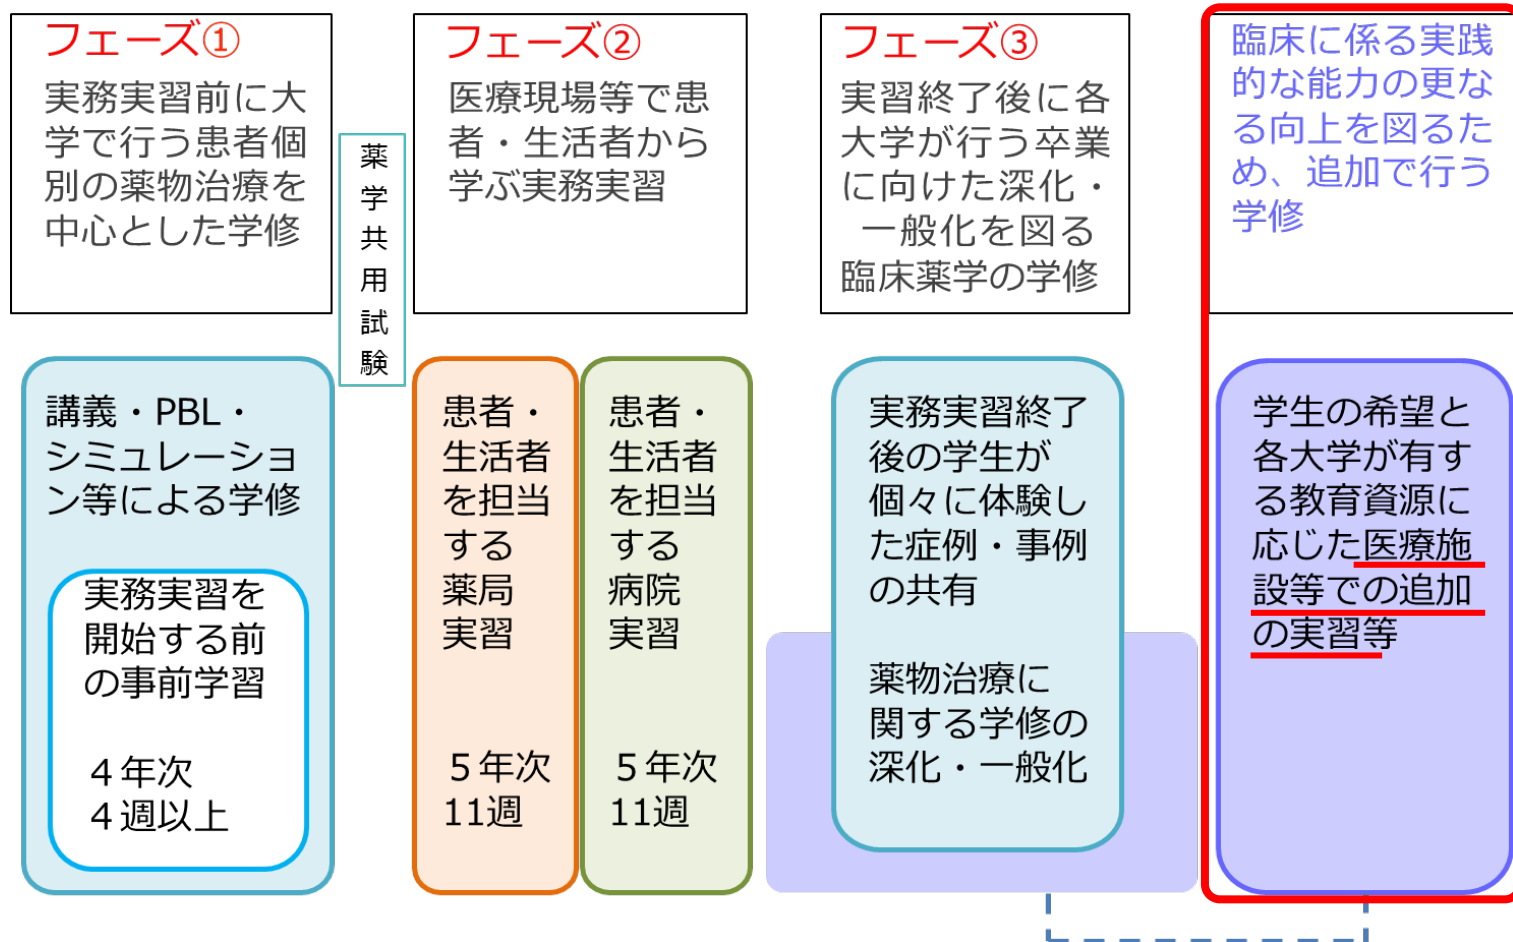 フェーズ①
実務実習前に大
学で行う患者個
別の薬物治療を
中心とした学修
薬学共用試験
フェーズ②
医療現場等で患
者・生活者から
学ぶ実務実習
フェーズ③
実習終了後に各
大学が行う卒業
に向けた深化・
一般化を図る
臨床薬学の学修
臨床に係る実践
的な能力の更な
る向上を図るた
め、追加で行う
学修
講義・PBL・
シミュレーショ
ン等による学修
実務実習を
開始する前
の事前学習
４年次
４週以上
患者・
生活者
を担当
する
薬局
実習
５年次
11週
患者・
生活者
を担当
する
病院
実習
５年次
11週
実務実習終了
後の学生が
個々に体験し
た症例・事例
の共有
薬物治療に
関する学修の
深化・一般化
学生の希望と
各大学が有す
る教育資源に
応じた医療施
設等での追加
の実習等